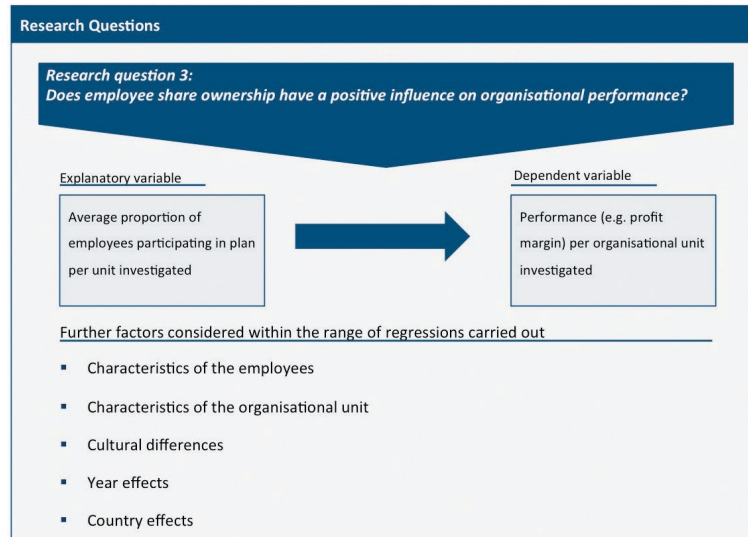 Research Questions
Research question 3:
Does employee share ownership have a positive influence on organisational performance?
Explanatory variable
Average proportion of
employees participating in plan
per unit investigated
Dependent variable
Performance (e.g. profit
margin) per organisational unit
investigated
Further factors considered within the range of regressions carried out
▪ Characteristics of the employees
▪ Characteristics of the organisational unit
▪ Cultural differences
▪ Year effects
▪ Country effects